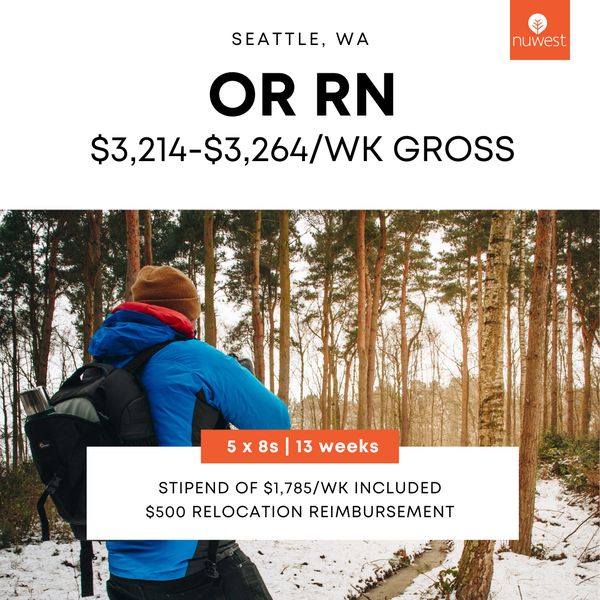 SEATTLE, WA
nuwest
OR RN
$3,214-$3,264/WK GROSS
5 x 8s | 13 weeks
STIPEND OF $1,785/WK INCLUDED
$500 RELOCATION REIMBURSEMENT